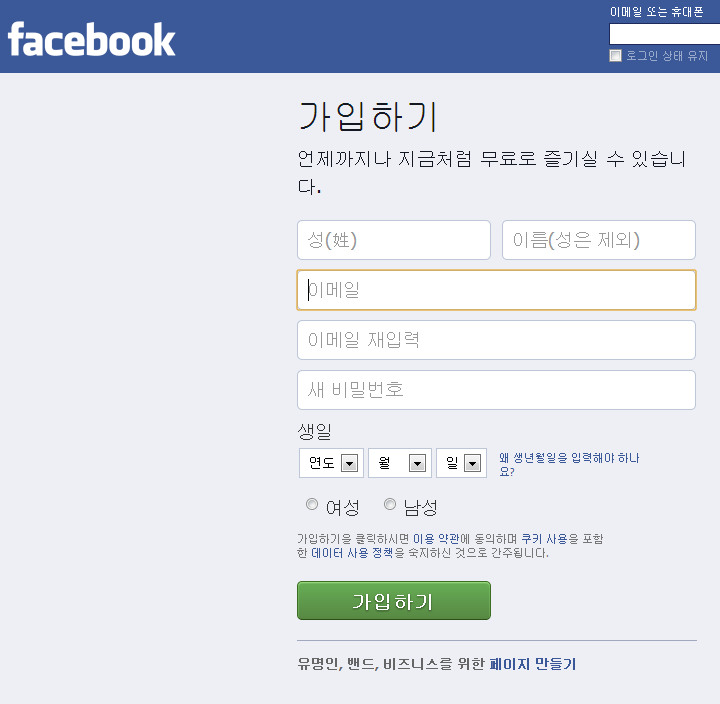 facebook
이메일 또는 휴대폰
로그인 상태 유지
가입하기
언제까지나 지금처럼 무료로 즐기실 수 있습니
다.
성(姓) 이름(성은 제외)
이메일
이메일 재입력
새 비밀번호
생일
연도 월 일 왜 생년월일을 입력해야 하나
요?
여성 남성
가입하기을 클릭하시면 이용 약관에 동의하며 쿠키 사용을 포함
한 데이터 사용 정책을 숙지하신 것으로 간주됩니다.
가입하기
유명인, 밴드, 비즈니스를 위한 페이지 만들기